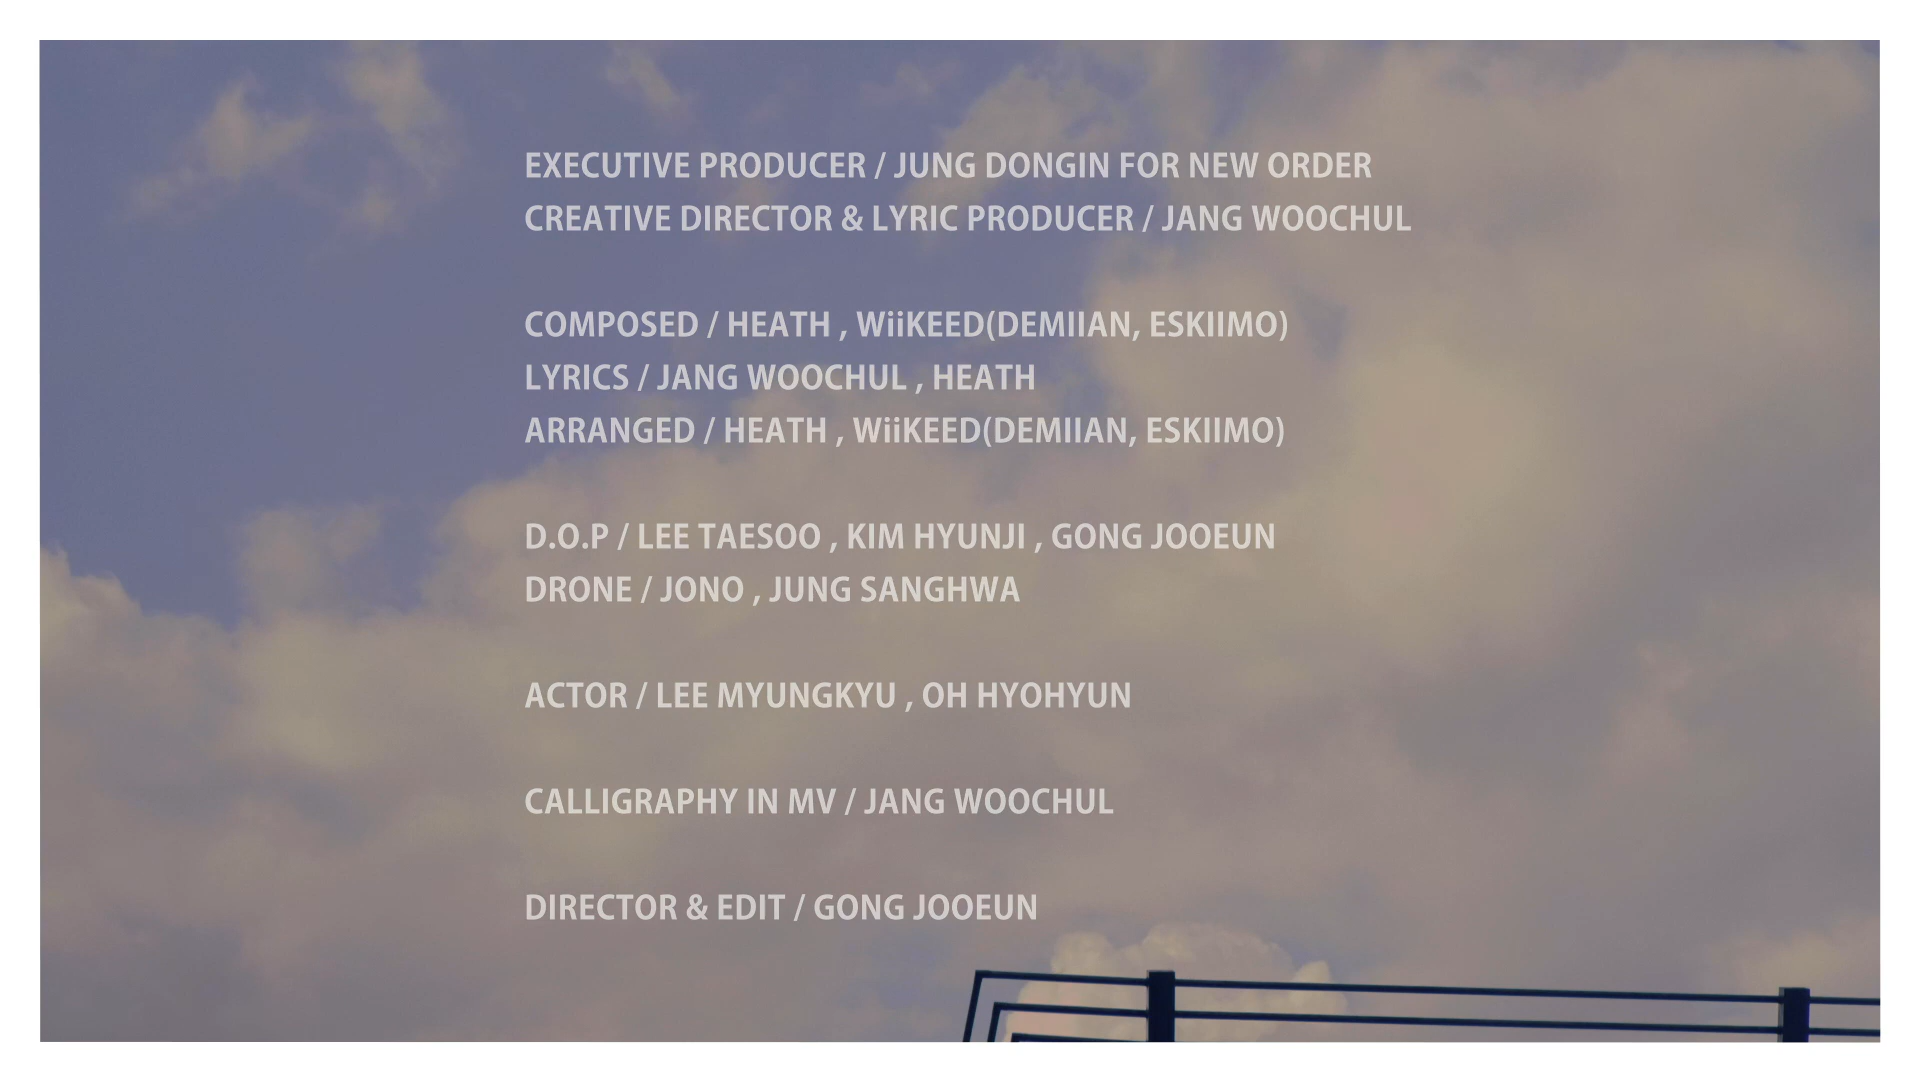 EXECUTIVE PRODUCER / JUNG DONGIN FOR NEW ORDER
CREATIVE DIRECTOR & LYRIC PRODUCER / JANG WOOCHUL
COMPOSED / HEATH , WiiKEED(DEMIIAN, ESKIIMO)
LYRICS / JANG WOOCHUL , HEATH
ARRANGED / HEATH , WiiKEED(DEMIIAN, ESKIIMO)
D.O.P / LEE TAESOO , KIM HYUNJI , GONG JOOEUN
DRONE / JONO , JUNG SANGHWA
ACTOR / LEE MYUNGKYU , OH HYOHYUN
CALLIGRAPHY IN MV / JANG WOOCHUL
DIRECTOR & EDIT / GONG JOOEUN